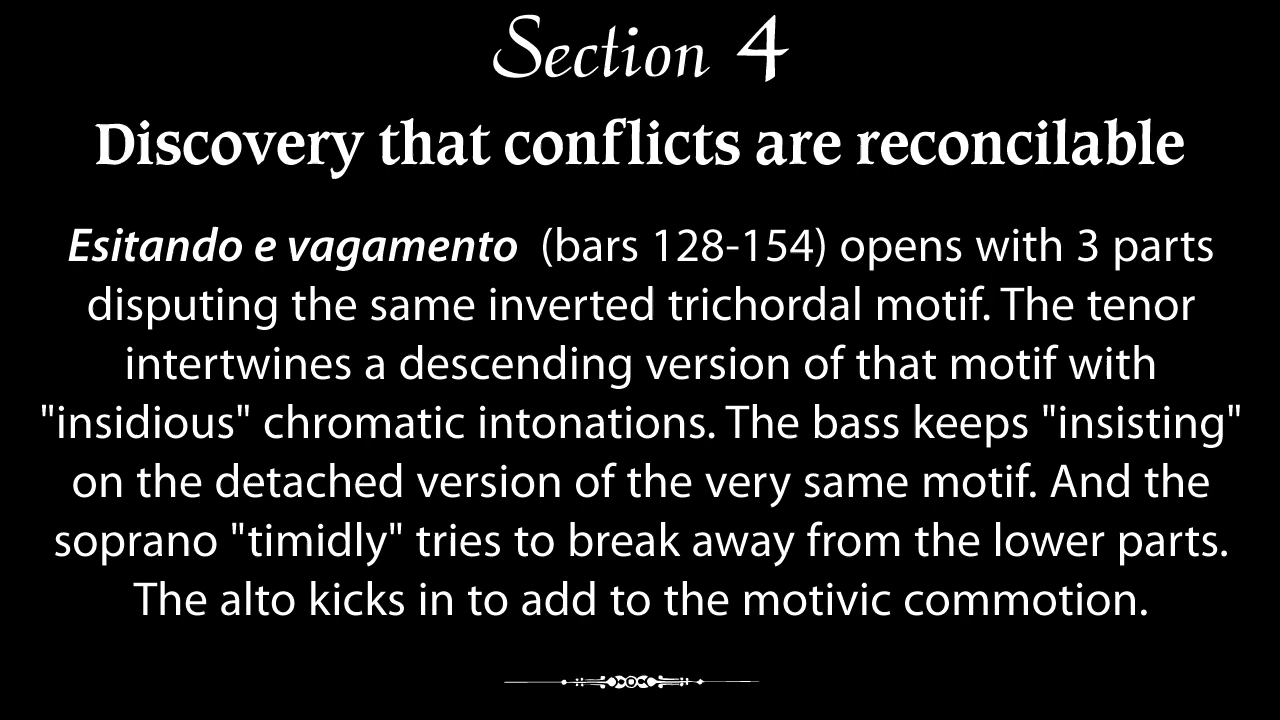 Section 4
Discovery that conflicts are reconcilable
Esitando e vagamento (bars 128-154) opens with 3 parts
disputing the same inverted trichordal motif. The tenor
intertwines a descending version of that motif with
"insidious" chromatic intonations. The bass keeps "insisting"
on the detached version of the very same motif. And the
soprano "timidly" tries to break away from the lower parts.
The alto kicks in to add to the motivic commotion.